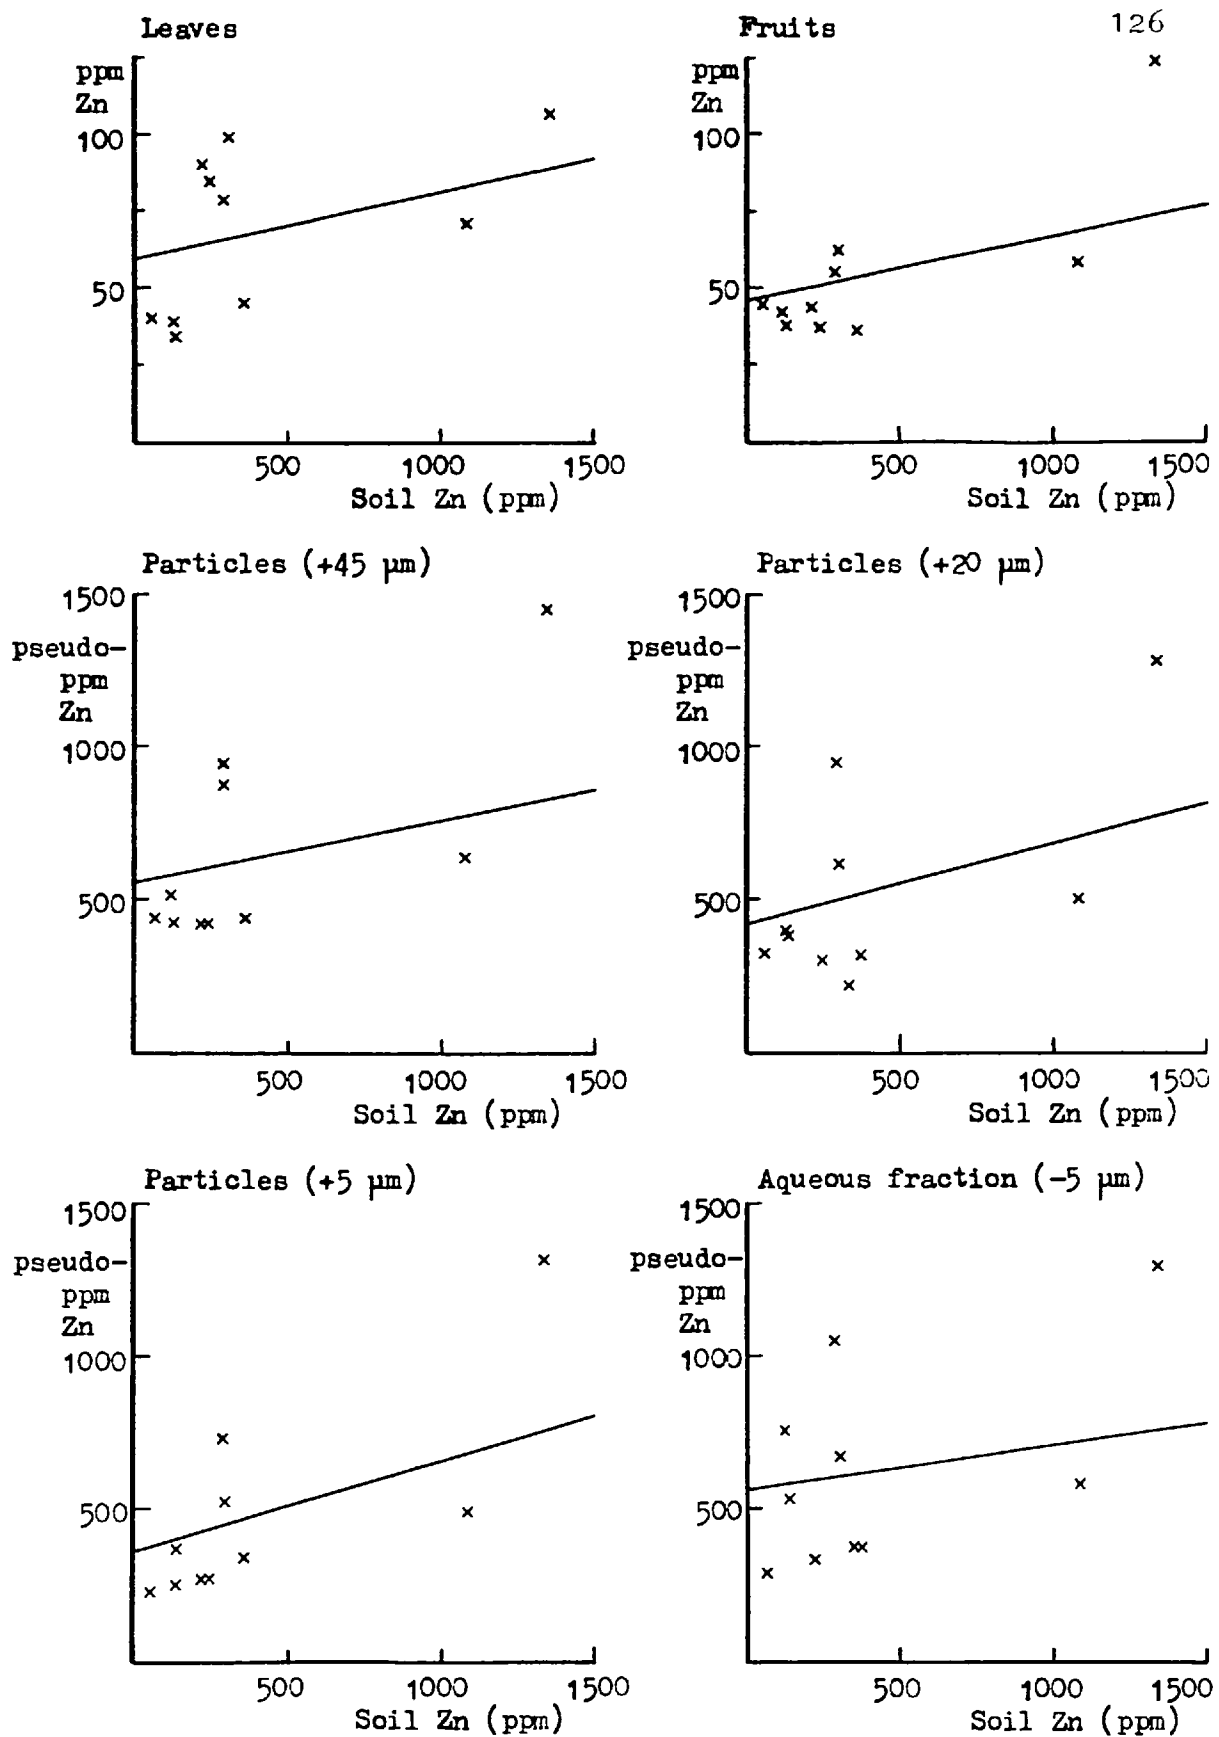 126
Leaves
ppm
Zn
100
50
500 1000 1500
Soil Zn (ppm)
Fruits
ppm
Zn
100
50
500 1000 1500
Soil Zn (ppm)
Particles (+45 µm)
1500
pseudo-
ppm
Zn
1000
500
500 1000 1500
Soil Zn (ppm)
Particles (+20 µm)
1500
pseudo-
ppm
Zn
1000
500
500 1000 1500
Soil Zn (ppm)
Particles (+5 µm)
1500
pseudo-
ppm
Zn
1000
500
500 1000 1500
Soil Zn (ppm)
Aqueous fraction (-5 µm)
1500
pseudo-
ppm
Zn
1000
500
500 1000 1500
Soil Zn (ppm)